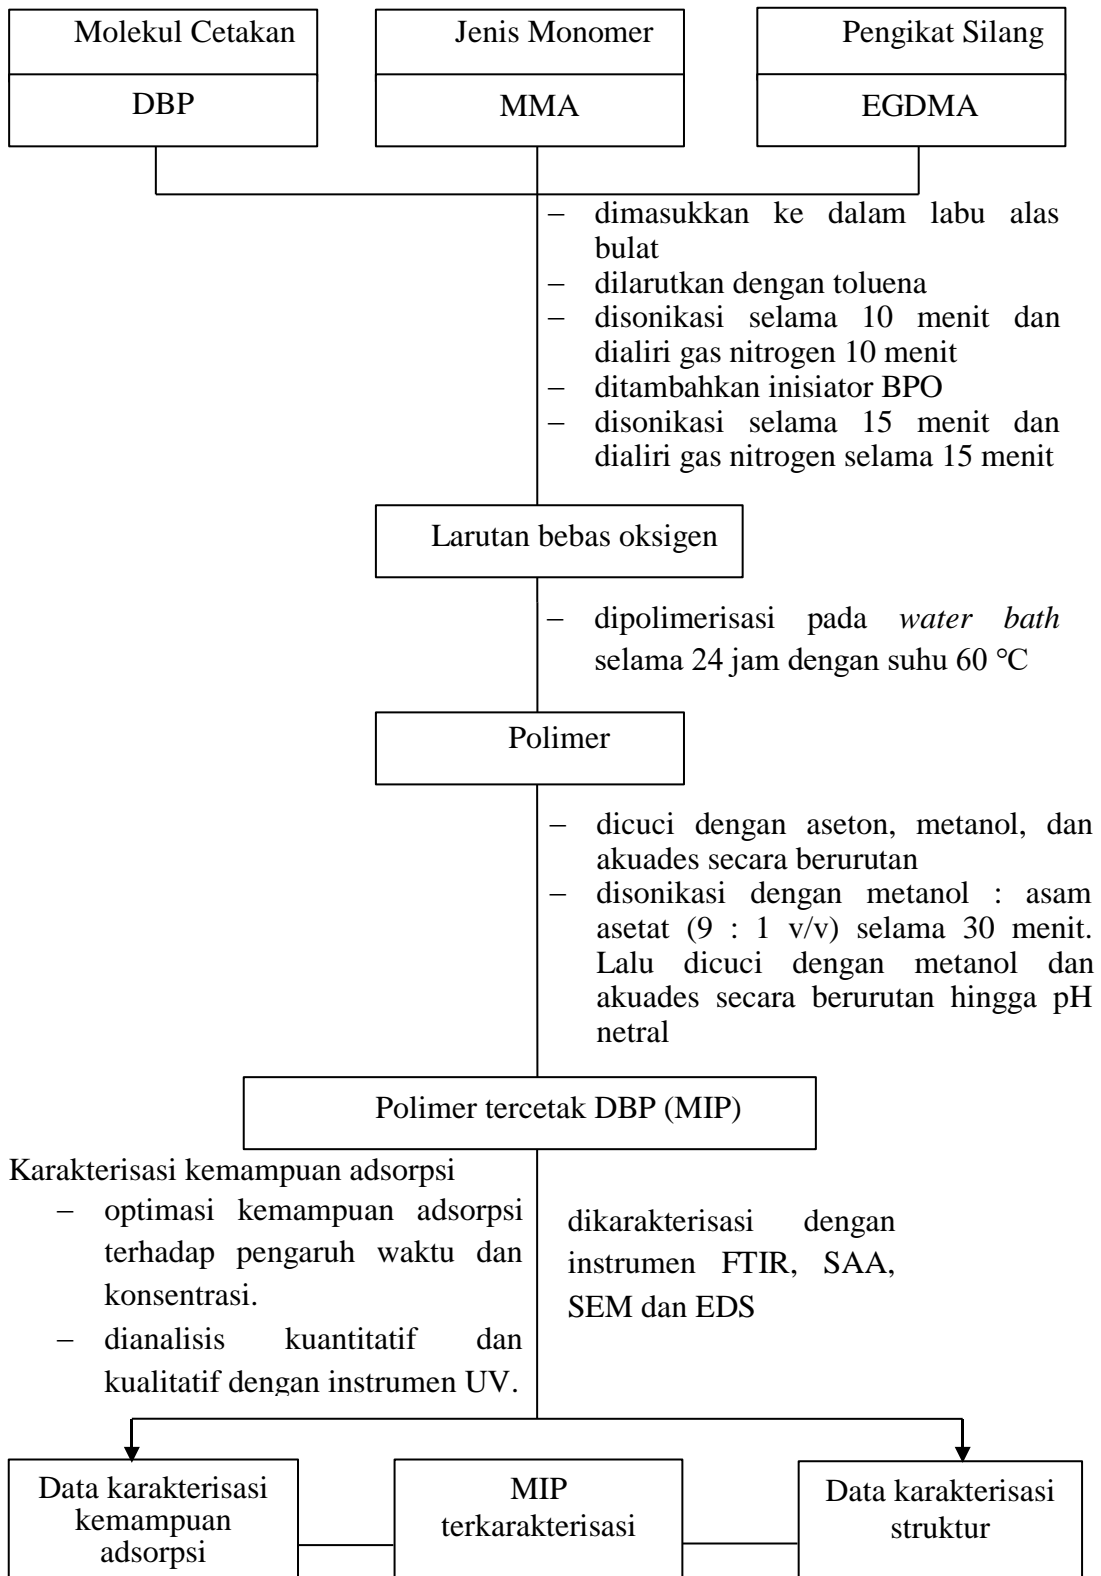 Molekul Cetakan
DBP
Jenis Monomer
MMA
Pengikat Silang
EGDMA
– dimasukkan ke dalam labu alas
bulat
– dilarutkan dengan toluena
– disonikasi selama 10 menit dan
dialiri gas nitrogen 10 menit
– ditambahkan inisiator BPO
– disonikasi selama 15 menit dan
dialiri gas nitrogen selama 15 menit
Larutan bebas oksigen
– dipolimerisasi pada water bath
selama 24 jam dengan suhu 60 °C
Polimer
– dicuci dengan aseton, metanol, dan
akuades secara berurutan
– disonikasi dengan metanol : asam
asetat (9 : 1 v/v) selama 30 menit.
Lalu dicuci dengan metanol dan
akuades secara berurutan hingga pH
netral
Polimer tercetak DBP (MIP)
Karakterisasi kemampuan adsorpsi
– optimasi kemampuan adsorpsi
terhadap pengaruh waktu dan
konsentrasi.
– dianalisis kuantitatif dan
kualitatif dengan instrumen UV.
dikarakterisasi dengan
instrumen FTIR, SAA,
SEM dan EDS
Data karakterisasi
kemampuan
adsorpsi
MIP
terkarakterisasi
Data karakterisasi
struktur